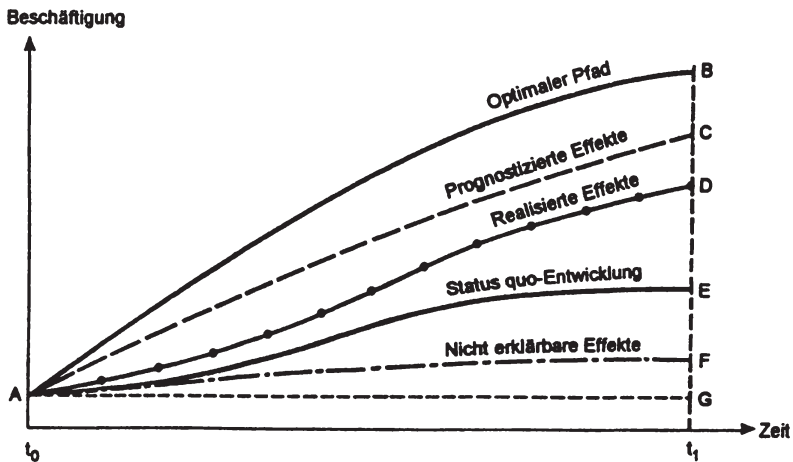 Beschäftigung
Optimaler Pfad
B
Prognostizierte Effekte
C
Realisierte Effekte
D
Status quo-Entwicklung
E
Nicht erklärbare Effekte
F
A
G
t₀
t₁
Zeit